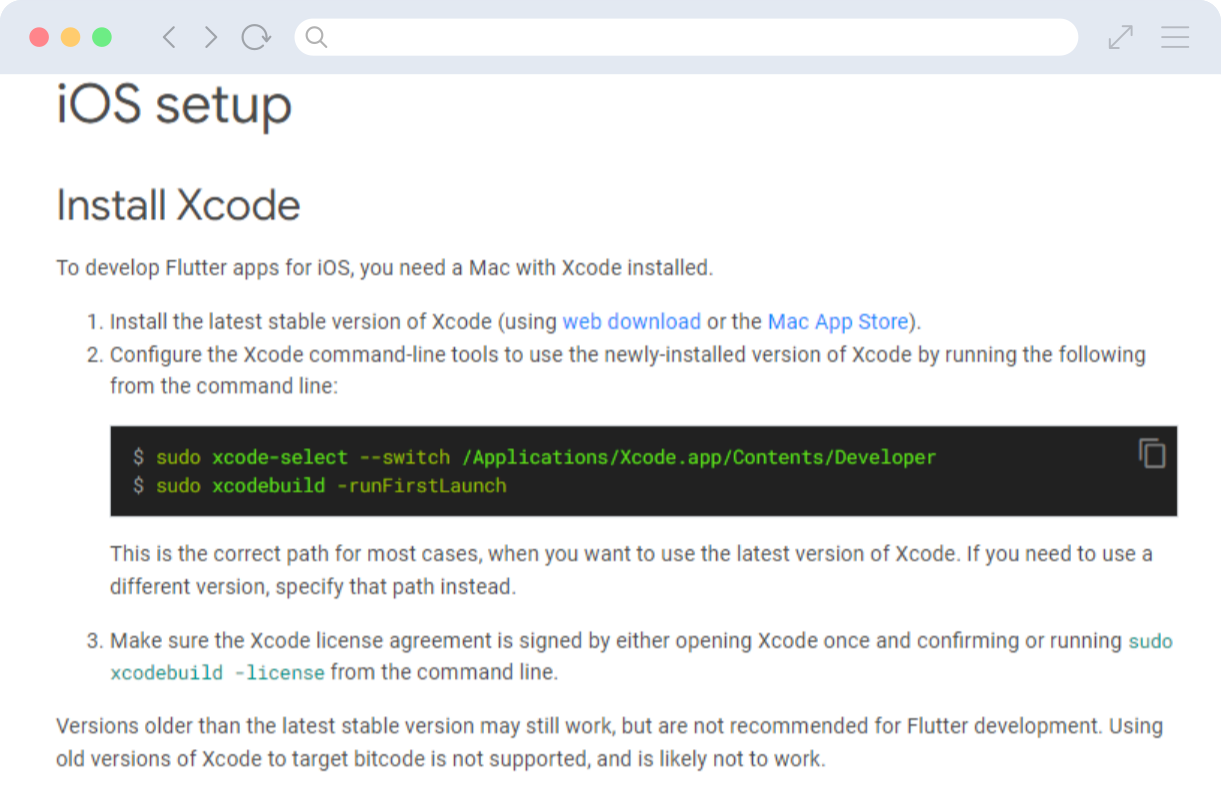 iOS setup
Install Xcode
To develop Flutter apps for iOS, you need a Mac with Xcode installed.
1. Install the latest stable version of Xcode (using web download or the Mac App Store).
2. Configure the Xcode command-line tools to use the newly-installed version of Xcode by running the following
from the command line:
$ sudo xcode-select --switch /Applications/Xcode.app/Contents/Developer
$ sudo xcodebuild -runFirstLaunch
This is the correct path for most cases, when you want to use the latest version of Xcode. If you need to use a
different version, specify that path instead.
3. Make sure the Xcode license agreement is signed by either opening Xcode once and confirming or running sudo
xcodebuild -license from the command line.
Versions older than the latest stable version may still work, but are not recommended for Flutter development. Using
old versions of Xcode to target bitcode is not supported, and is likely not to work.